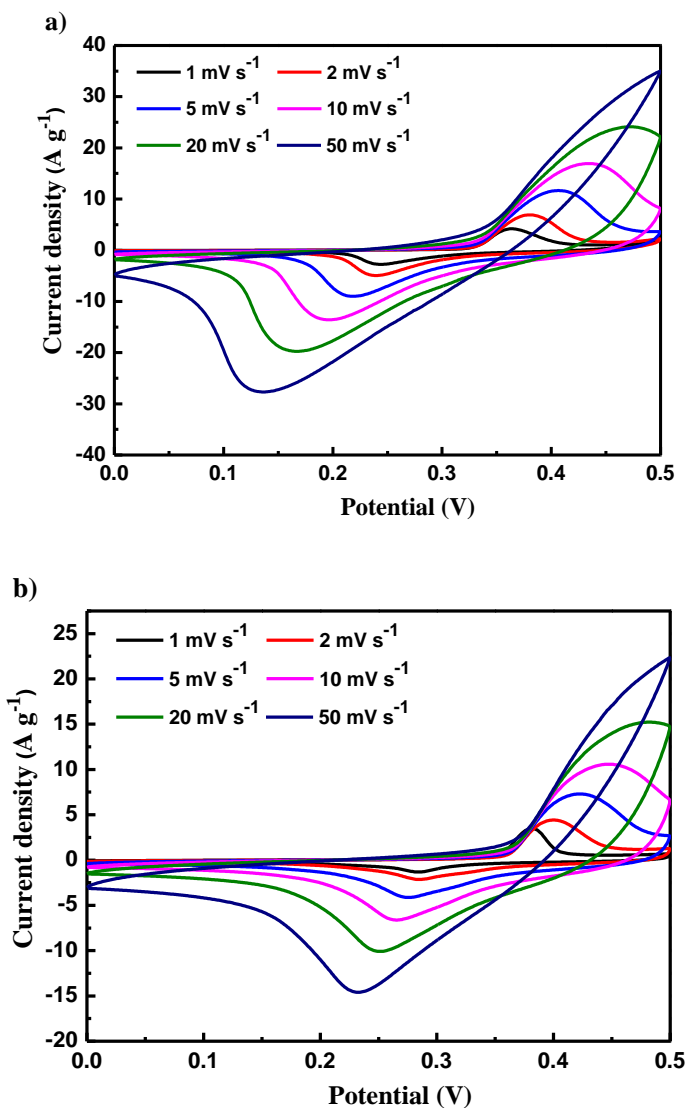 a)
40
30
20
10
0
-10
-20
-30
-40
Current density (A g⁻¹)
1 mV s⁻¹ 2 mV s⁻¹
5 mV s⁻¹ 10 mV s⁻¹
20 mV s⁻¹ 50 mV s⁻¹
0.0 0.1 0.2 0.3 0.4 0.5
Potential (V)
b)
25
20
15
10
5
0
-5
-10
-15
-20
Current density (A g⁻¹)
1 mV s⁻¹ 2 mV s⁻¹
5 mV s⁻¹ 10 mV s⁻¹
20 mV s⁻¹ 50 mV s⁻¹
0.0 0.1 0.2 0.3 0.4 0.5
Potential (V)